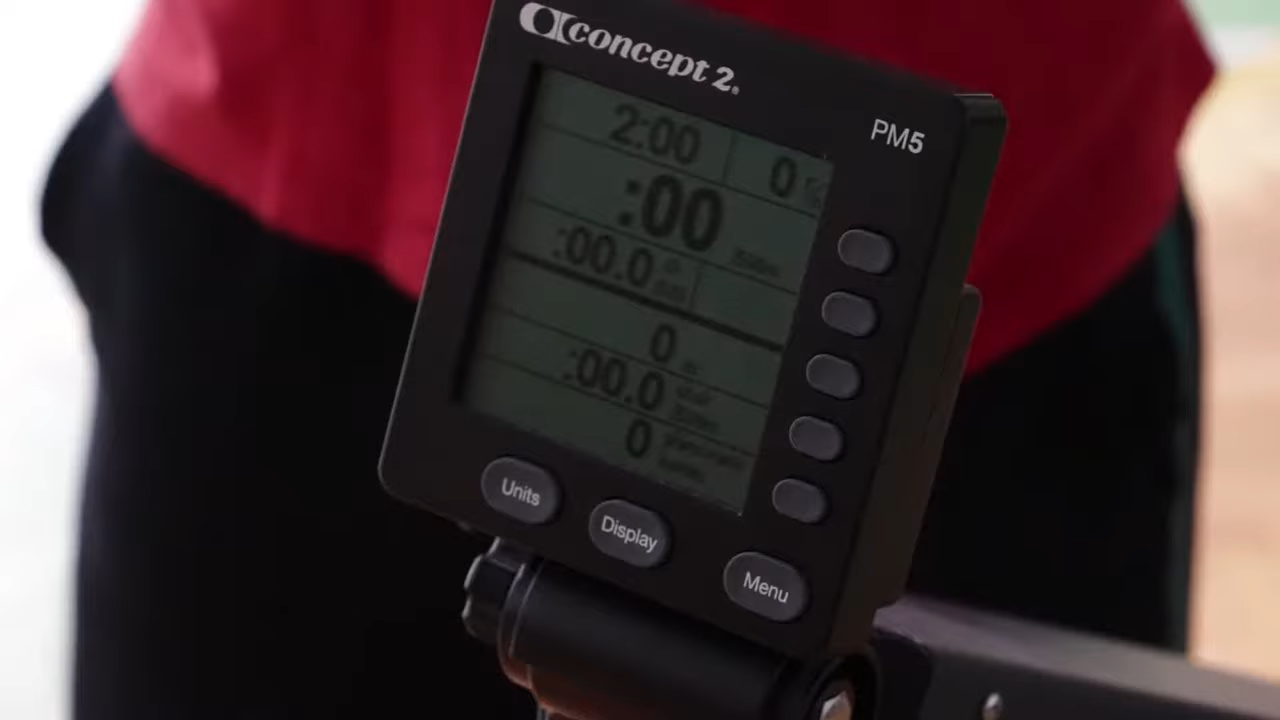 concept 2.
PM5
2:00 0
:00
:00.0
0
:00.0
0
Units
Display
Menu